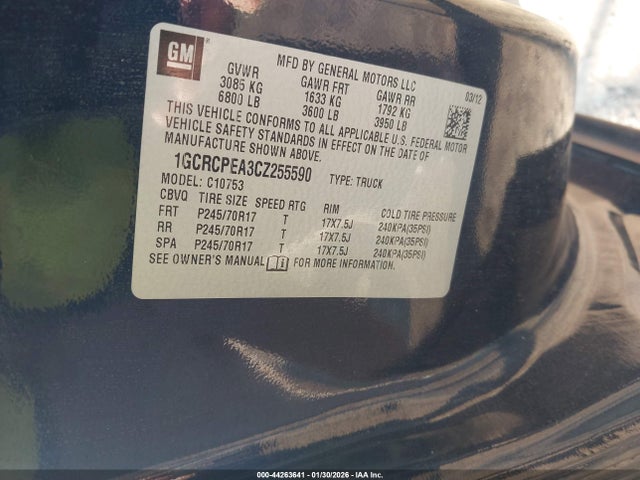 GM
MFD BY GENERAL MOTORS LLC
03/12
GVWR GAWR FRT GAWR RR
3085 KG 1633 KG 1792 KG
6800 LB 3600 LB 3950 LB
THIS VEHICLE CONFORMS TO ALL APPLICABLE U.S. FEDERAL MOTOR
VEHICLE SAFETY STANDARDS IN EFFECT ON THE DATE OF
MANUFACTURE SHOWN ABOVE.
1GCRCPEA3CZ255590 TYPE: TRUCK
MODEL: C10753
CBVQ TIRE SIZE SPEED RTG RIM COLD TIRE PRESSURE
FRT P245/70R17 T 17X7.5J 240KPA(35PSI)
RR P245/70R17 T 17X7.5J 240KPA(35PSI)
SPA P245/70R17 T 17X7.5J 240KPA(35PSI)
SEE OWNER'S MANUAL FOR MORE INFORMATION.
000-44263641 - 01/30/2026 - IAA Inc.